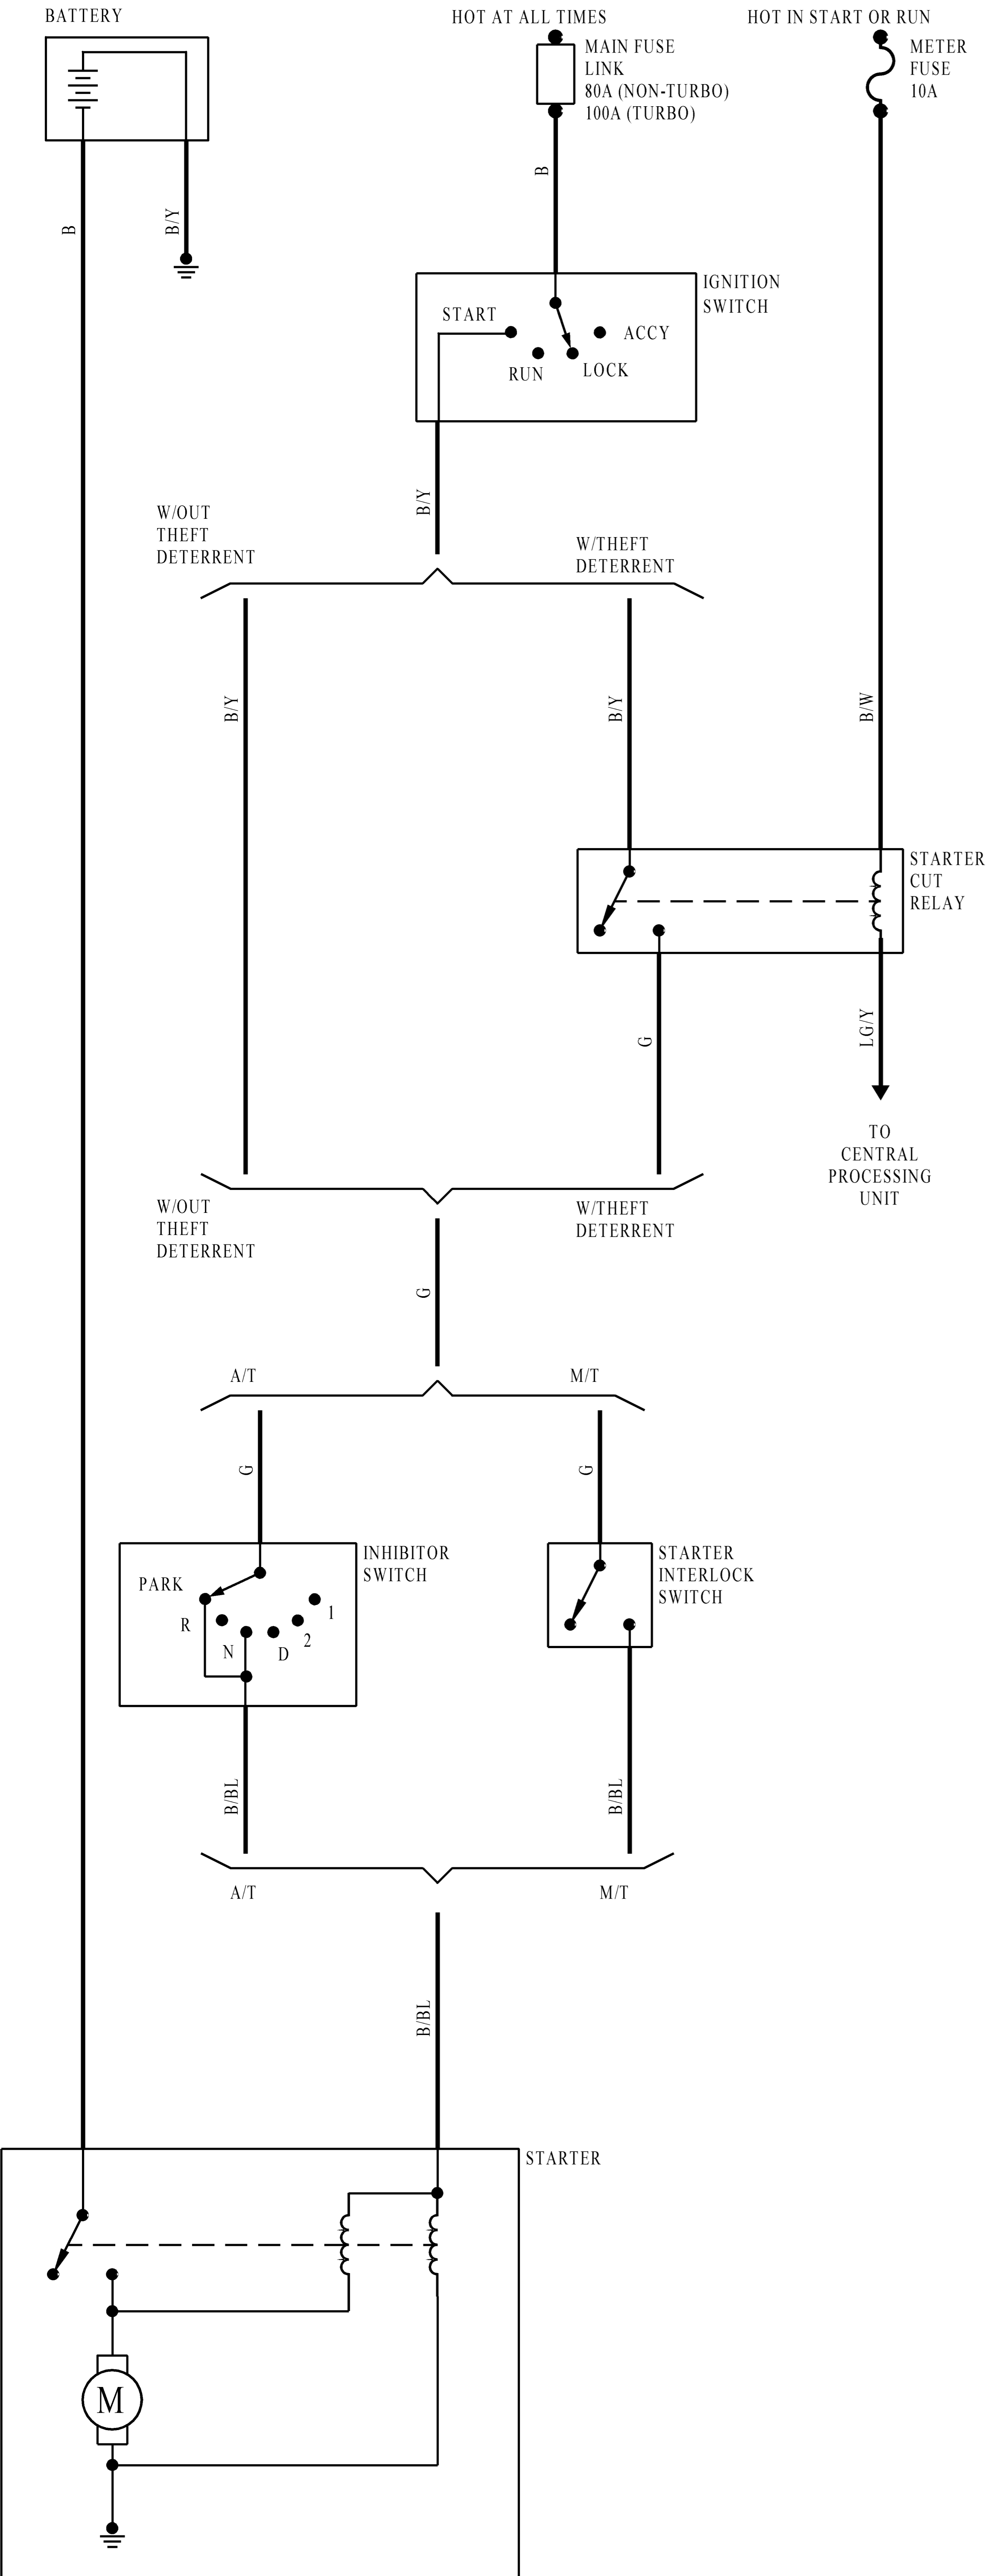 BATTERY
HOT AT ALL TIMES
HOT IN START OR RUN
MAIN FUSE
LINK
80A (NON-TURBO)
100A (TURBO)
METER
FUSE
10A
B
B
B/Y
IGNITION
SWITCH
START
ACCY
RUN
LOCK
B/Y
W/OUT
THEFT
DETERRENT
W/THEFT
DETERRENT
B/Y
B/Y
B/W
STARTER
CUT
RELAY
G
LG/Y
TO
CENTRAL
PROCESSING
UNIT
W/OUT
THEFT
DETERRENT
W/THEFT
DETERRENT
G
A/T
M/T
G
G
INHIBITOR
SWITCH
PARK
R
N
D
2
1
STARTER
INTERLOCK
SWITCH
B/BL
B/BL
A/T
M/T
B/BL
STARTER
M